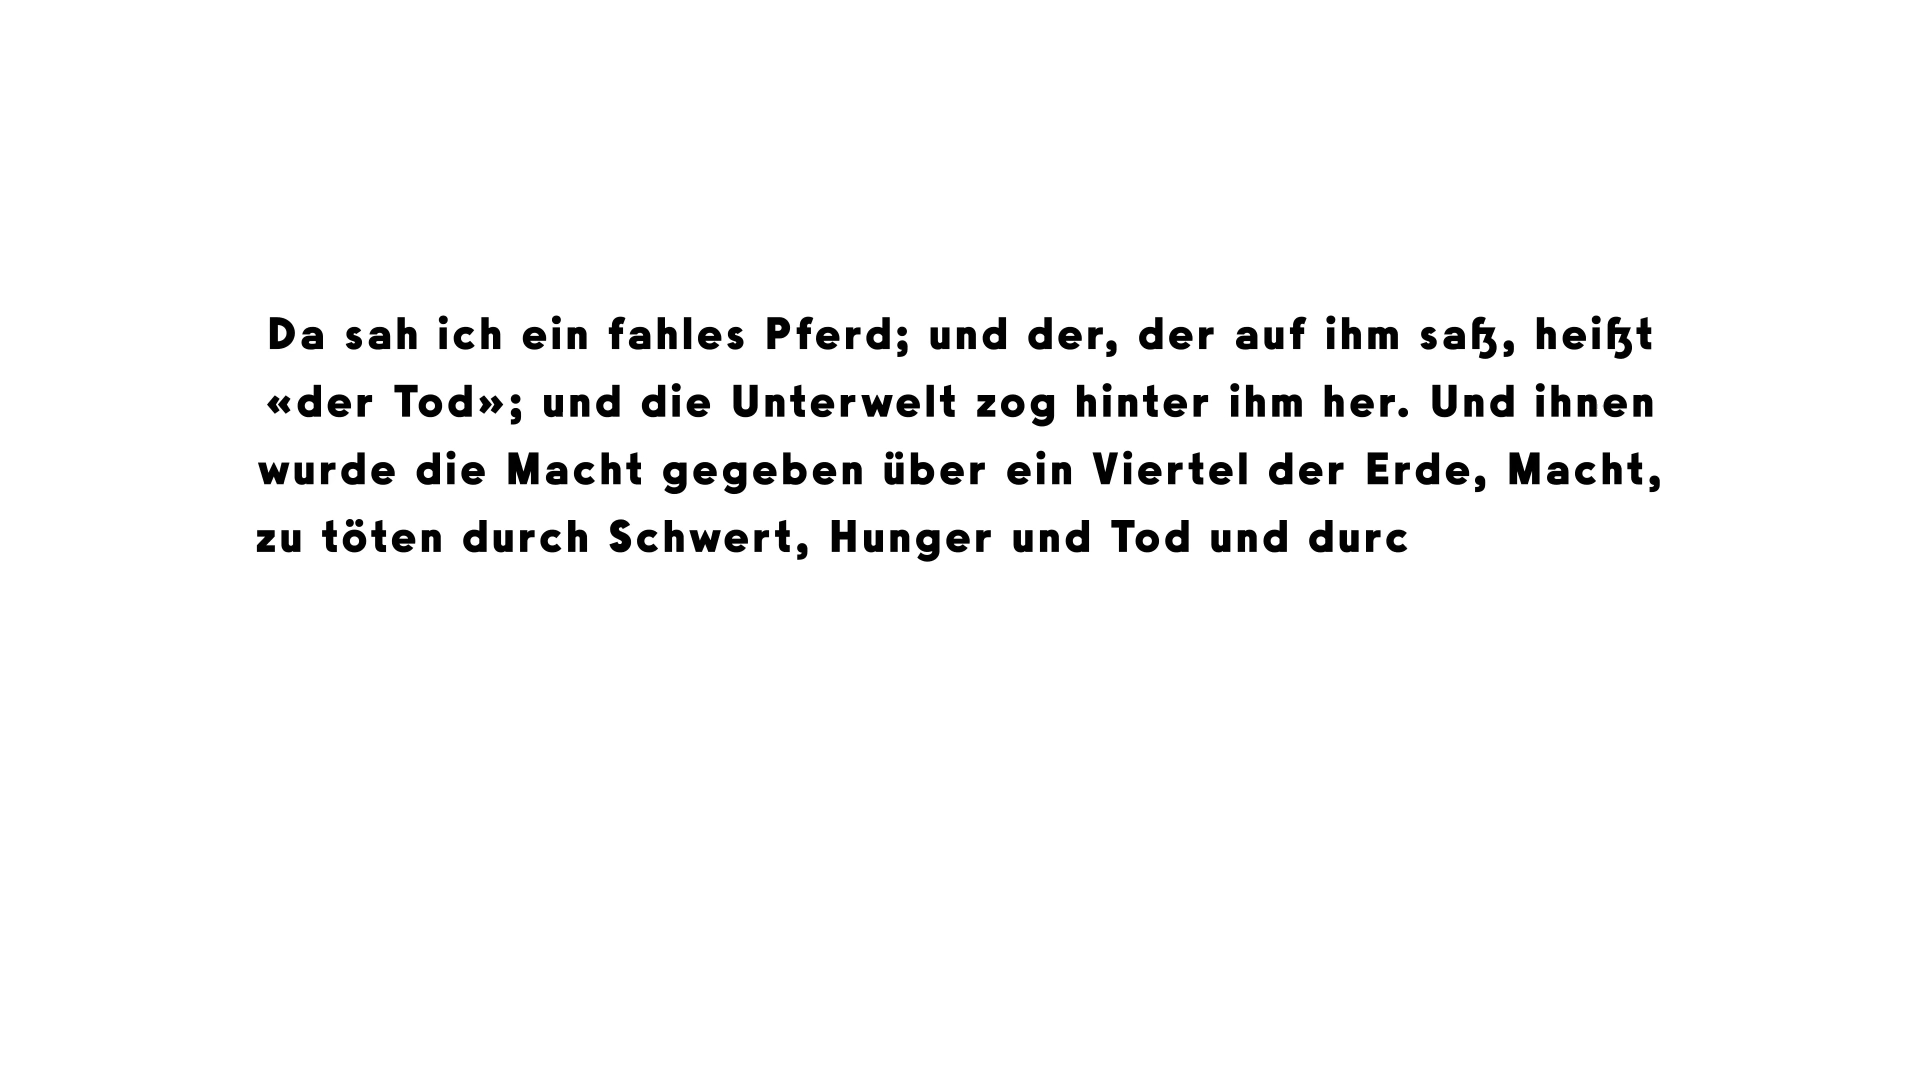 Da sah ich ein fahles Pferd; und der, der auf ihm saß, heißt
«der Tod»; und die Unterwelt zog hinter ihm her. Und ihnen
wurde die Macht gegeben über ein Viertel der Erde, Macht,
zu töten durch Schwert, Hunger und Tod und durc